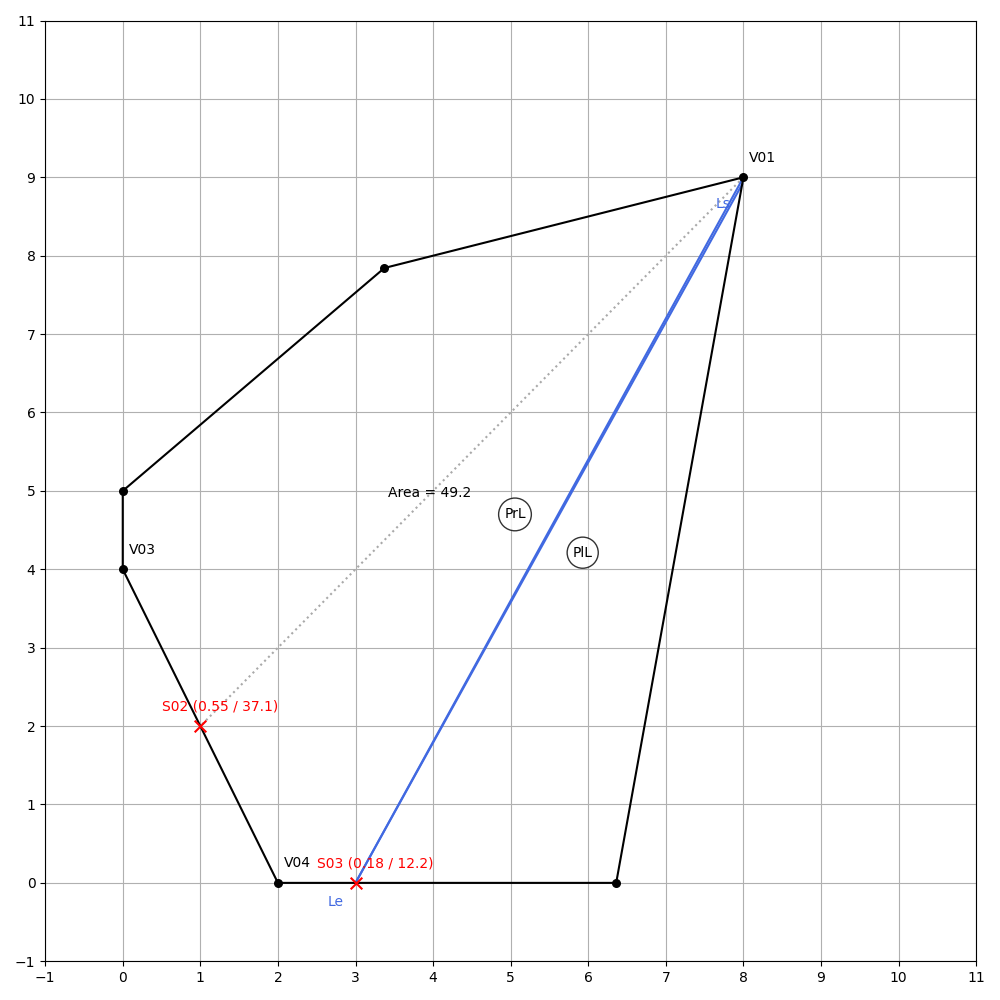 11
10
9
8
7
6
5
4
3
2
1
0
−1
V01
Ls
Area = 49.2
PrL
PlL
V03
S02 (0.55 / 37.1)
V04
S03 (0.18 / 12.2)
Le
−1 0 1 2 3 4 5 6 7 8 9 10 11